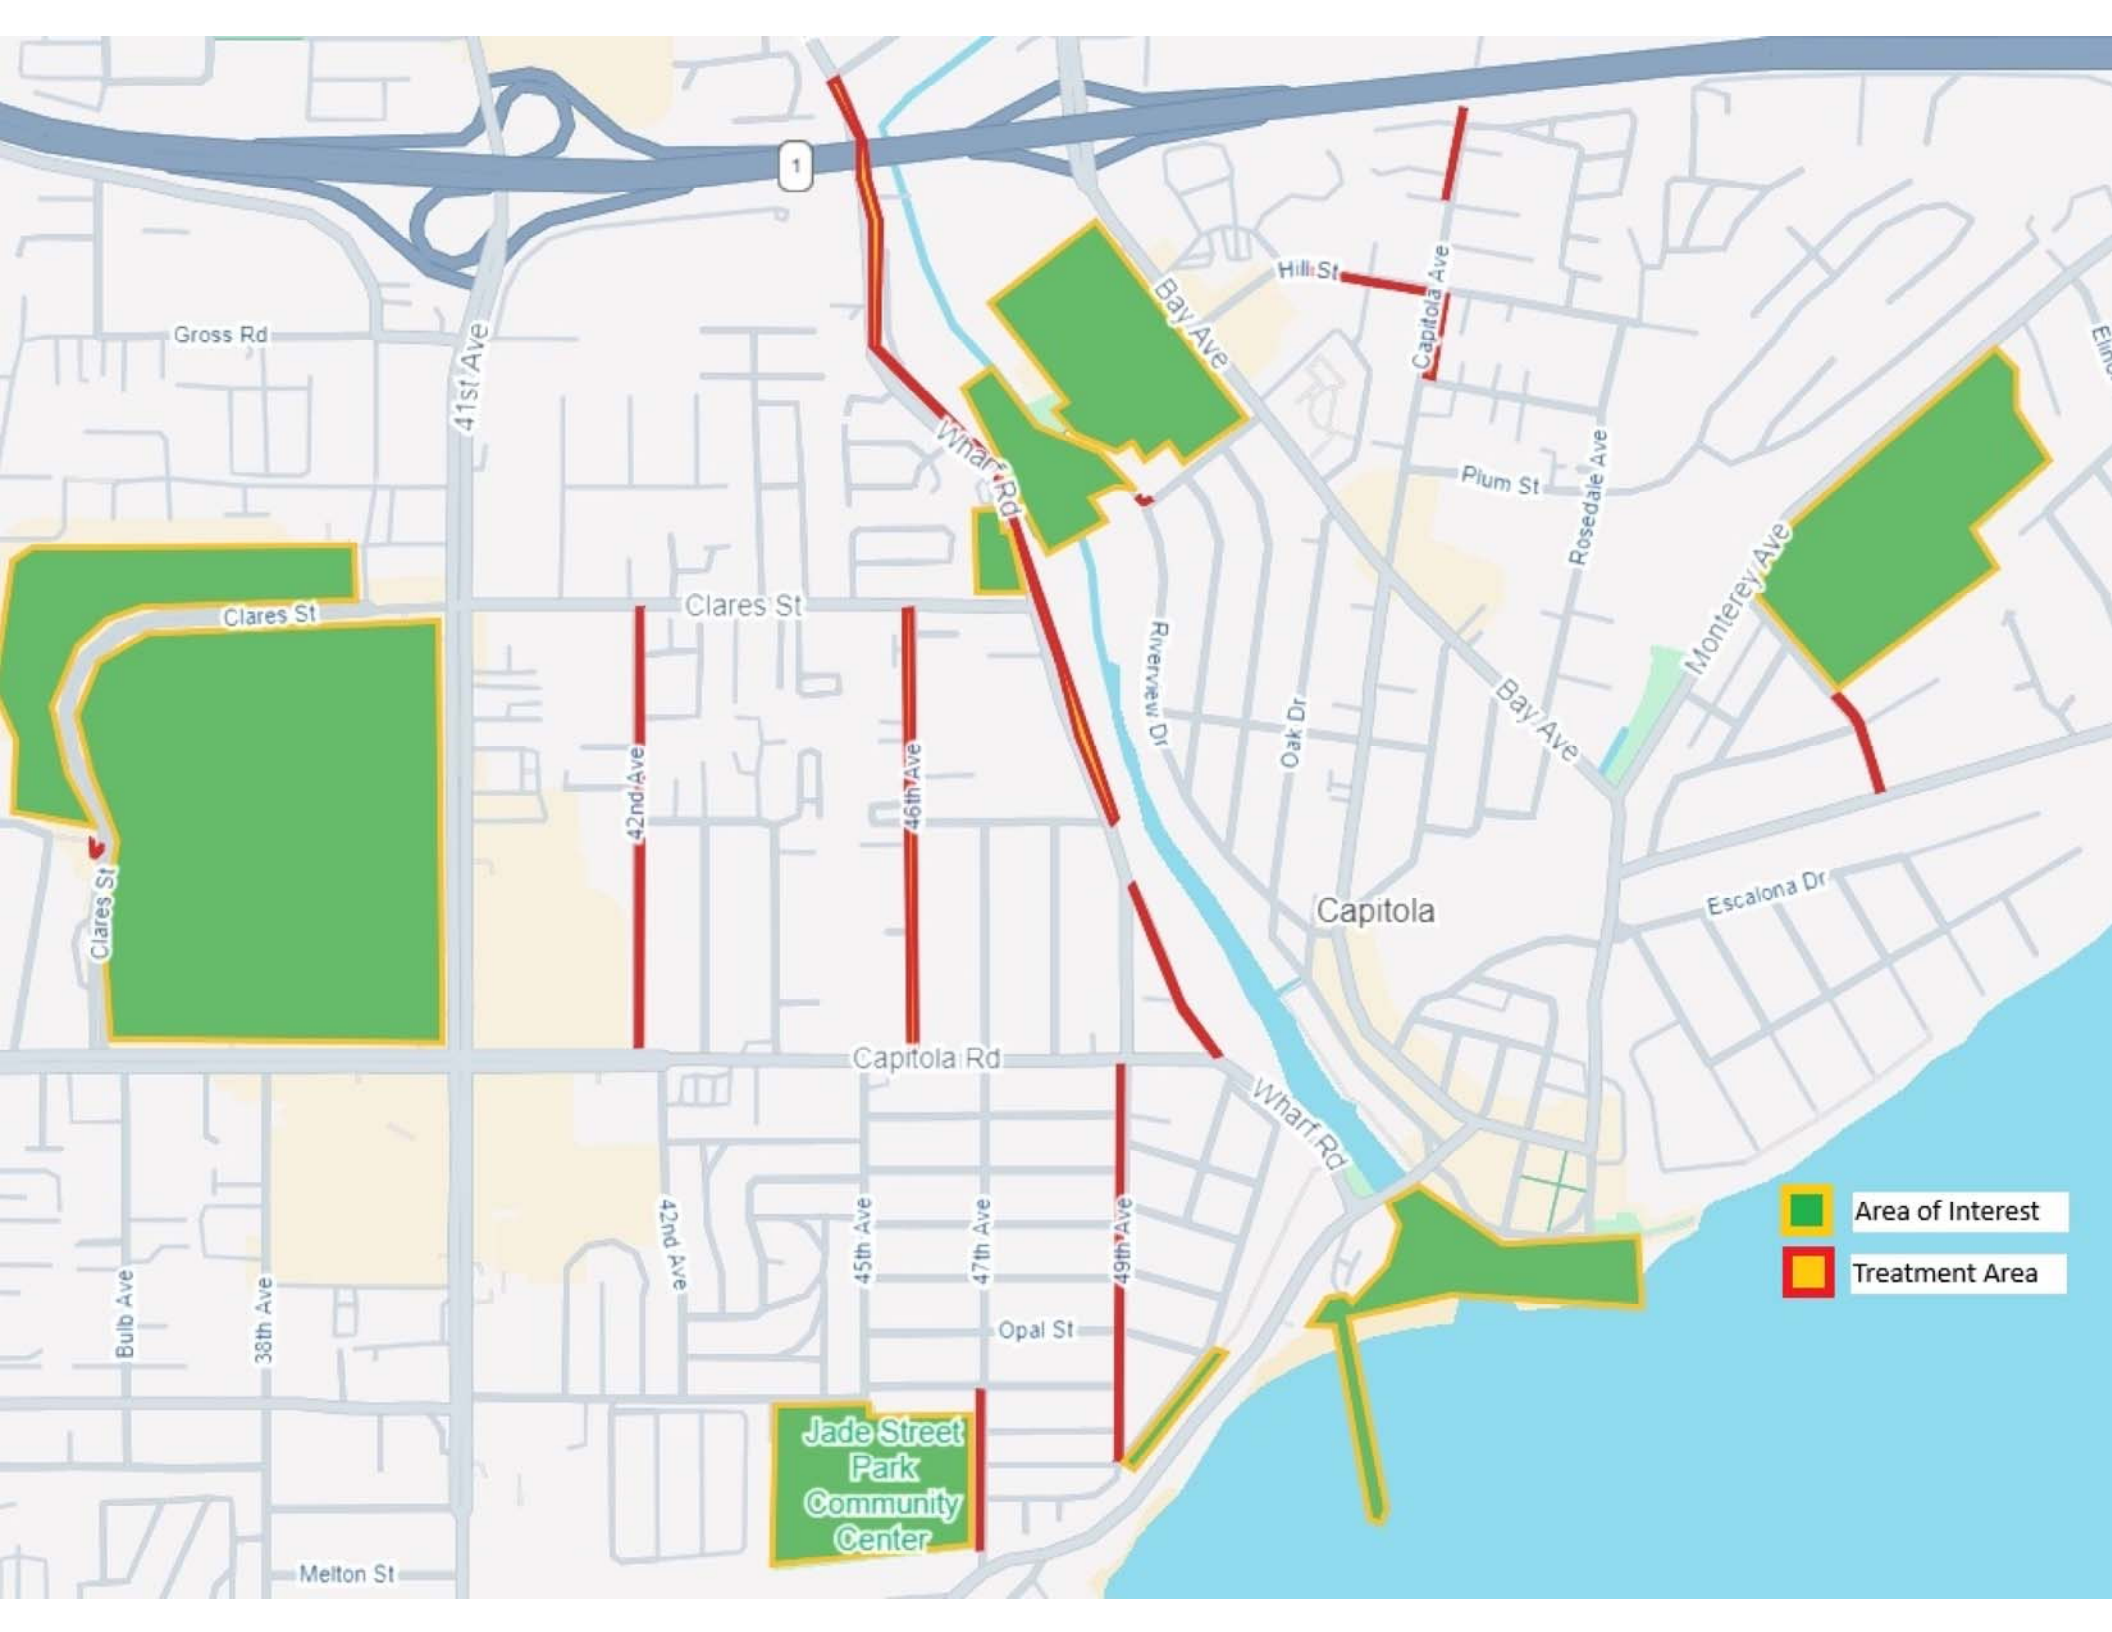 1
Hill St
Capitola Ave
Bay Ave
Gross Rd
41st Ave
Wharf Rd
Plum St
Rosedale Ave
Monterey Ave
Clares St
Clares St
Riverview Dr
Oak Dr
Bay Ave
42nd Ave
46th Ave
Clares St
Capitola
Escalona Dr
Capitola Rd
Wharf Rd
42nd Ave
45th Ave
47th Ave
49th Ave
Bulb Ave
38th Ave
Opal St
Jade Street
Park
Community
Center
Melton St
Area of Interest
Treatment Area